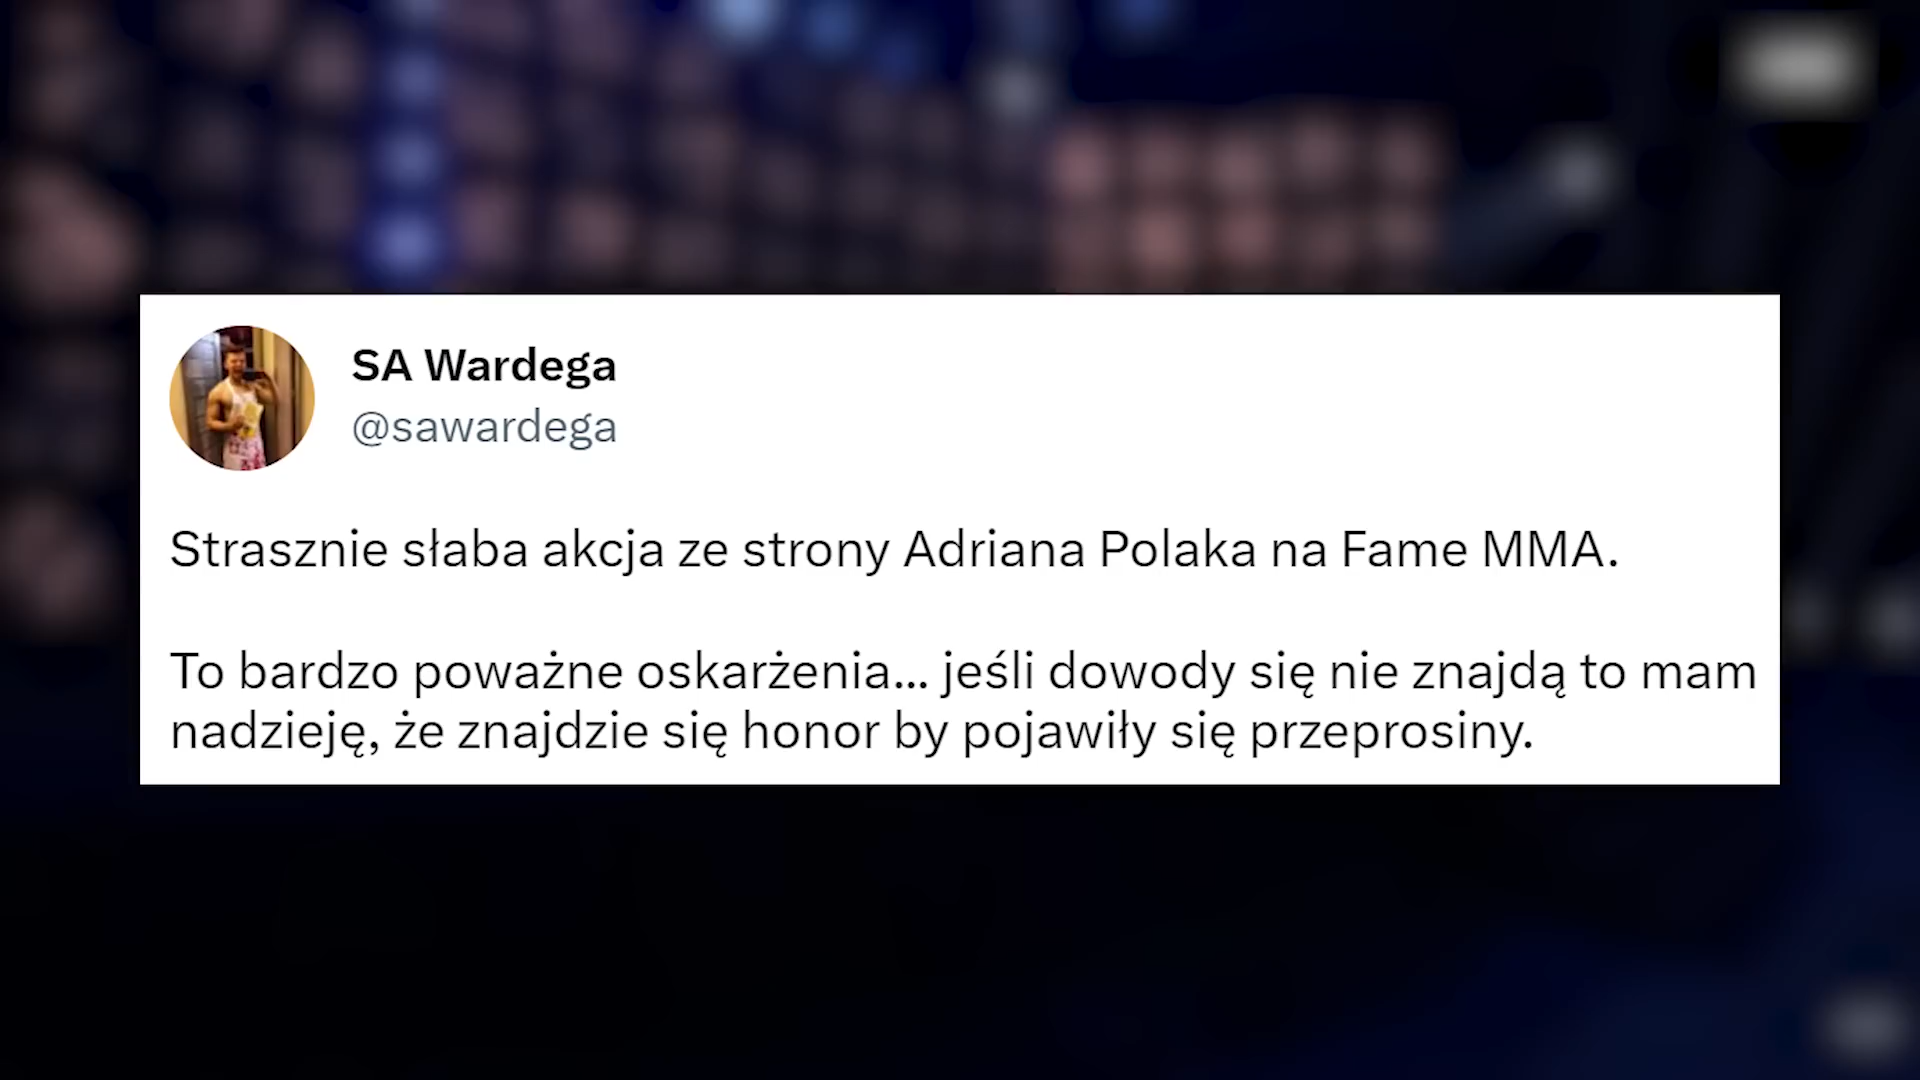 SA Wardega
@sawardega
Strasznie słaba akcja ze strony Adriana Polaka na Fame MMA.
To bardzo poważne oskarżenia... jeśli dowody się nie znajdą to mam
nadzieję, że znajdzie się honor by pojawiły się przeprosiny.